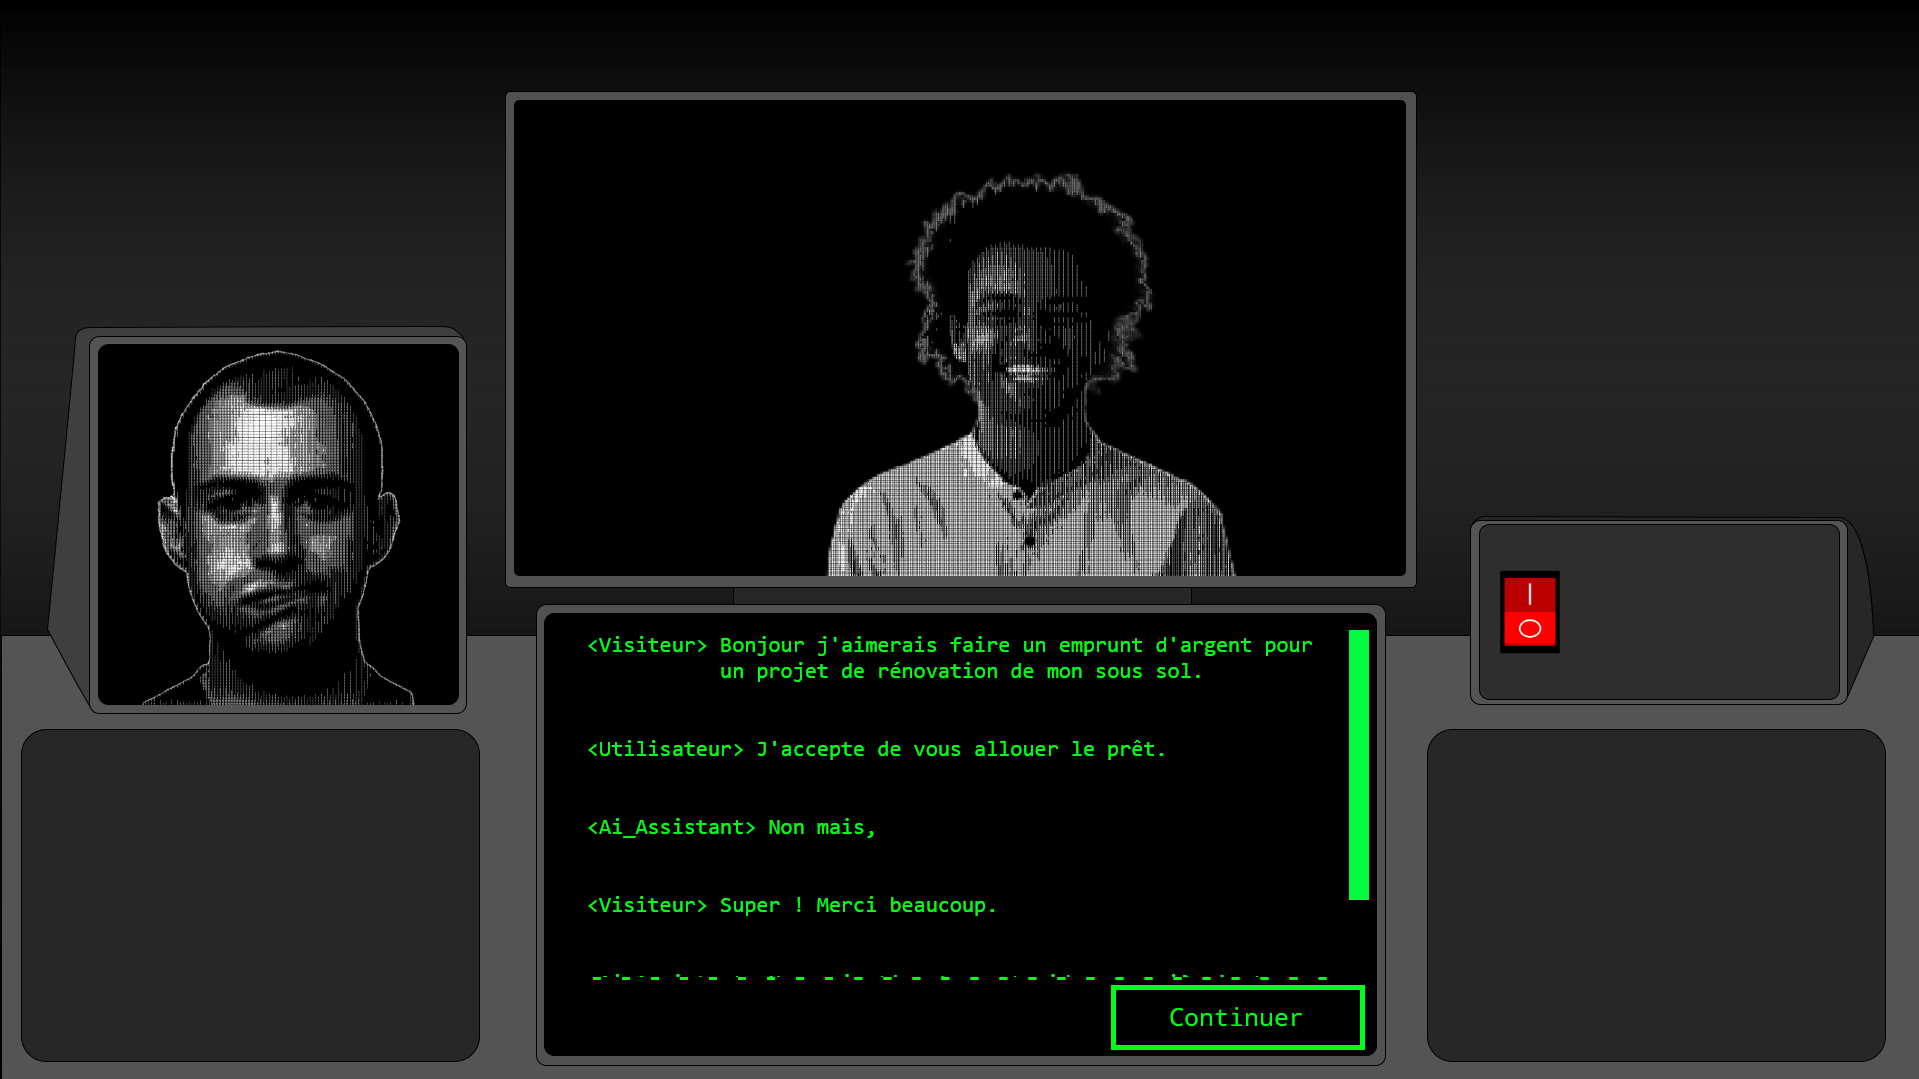 <Visiteur> Bonjour j'aimerais faire un emprunt d'argent pour
un projet de rénovation de mon sous sol.
<Utilisateur> J'accepte de vous allouer le prêt.
<Ai_Assistant> Non mais,
<Visiteur> Super ! Merci beaucoup.
Continuer